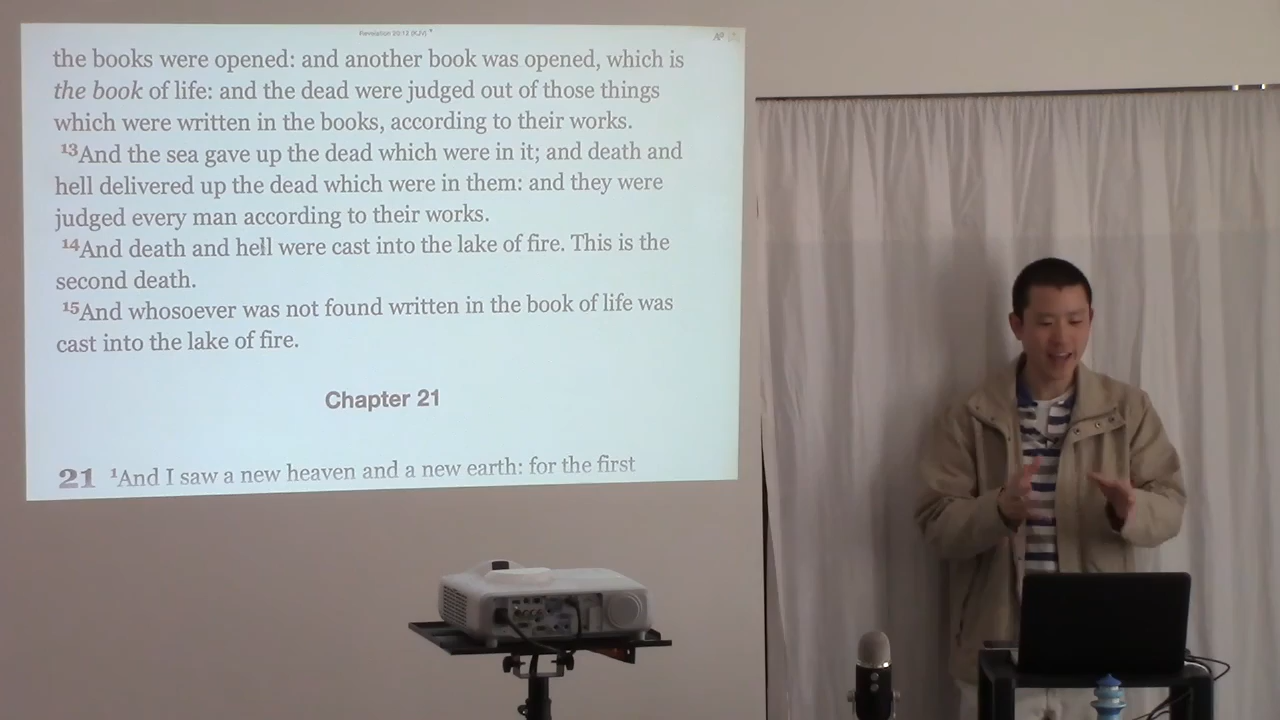 Revelation 20:12 (KJV)
the books were opened: and another book was opened, which is
the book of life: and the dead were judged out of those things
which were written in the books, according to their works.
13And the sea gave up the dead which were in it; and death and
hell delivered up the dead which were in them: and they were
judged every man according to their works.
14And death and hell were cast into the lake of fire. This is the
second death.
15And whosoever was not found written in the book of life was
cast into the lake of fire.
Chapter 21
21 1And I saw a new heaven and a new earth: for the first